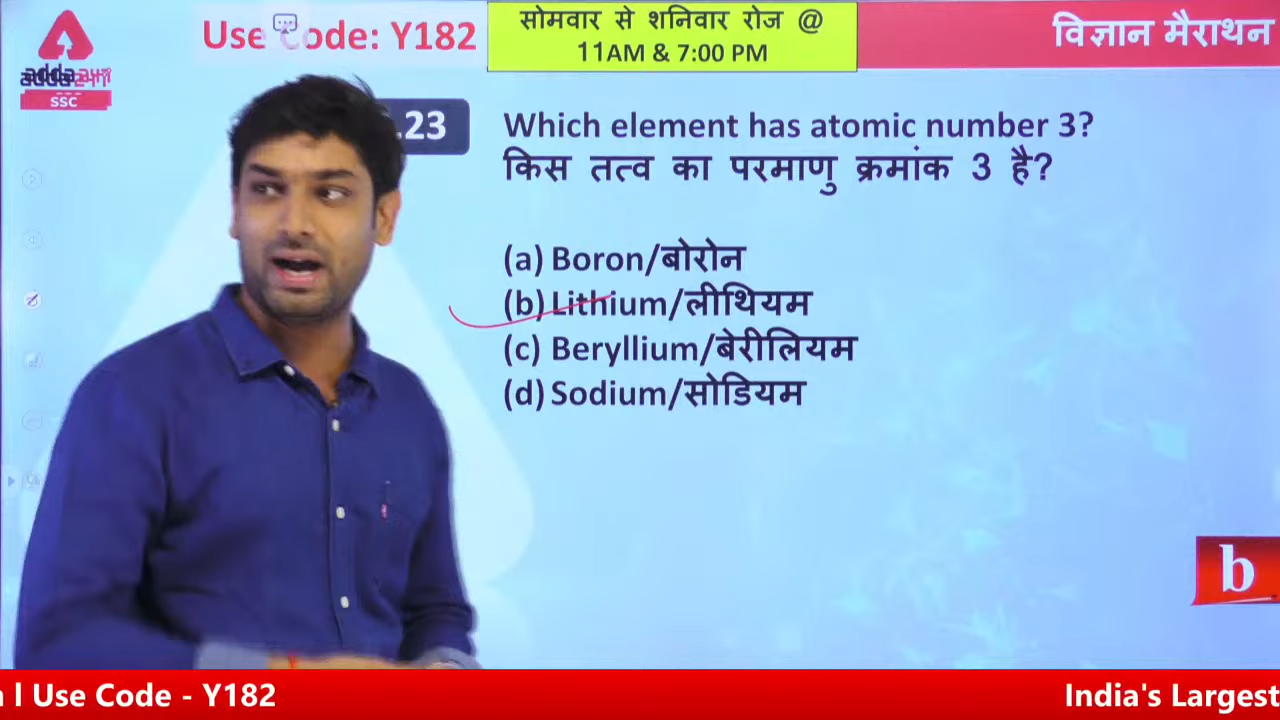 Use Code: Y182
सोमवार से शनिवार रोज @
11AM & 7:00 PM
विज्ञान मैराथन
SSC
.23
Which element has atomic number 3?
किस तत्व का परमाणु क्रमांक 3 है?
(a) Boron/बोरोन
(b) Lithium/लीथियम
(c) Beryllium/बेरीलियम
(d) Sodium/सोडियम
b
l Use Code - Y182
India's Largest